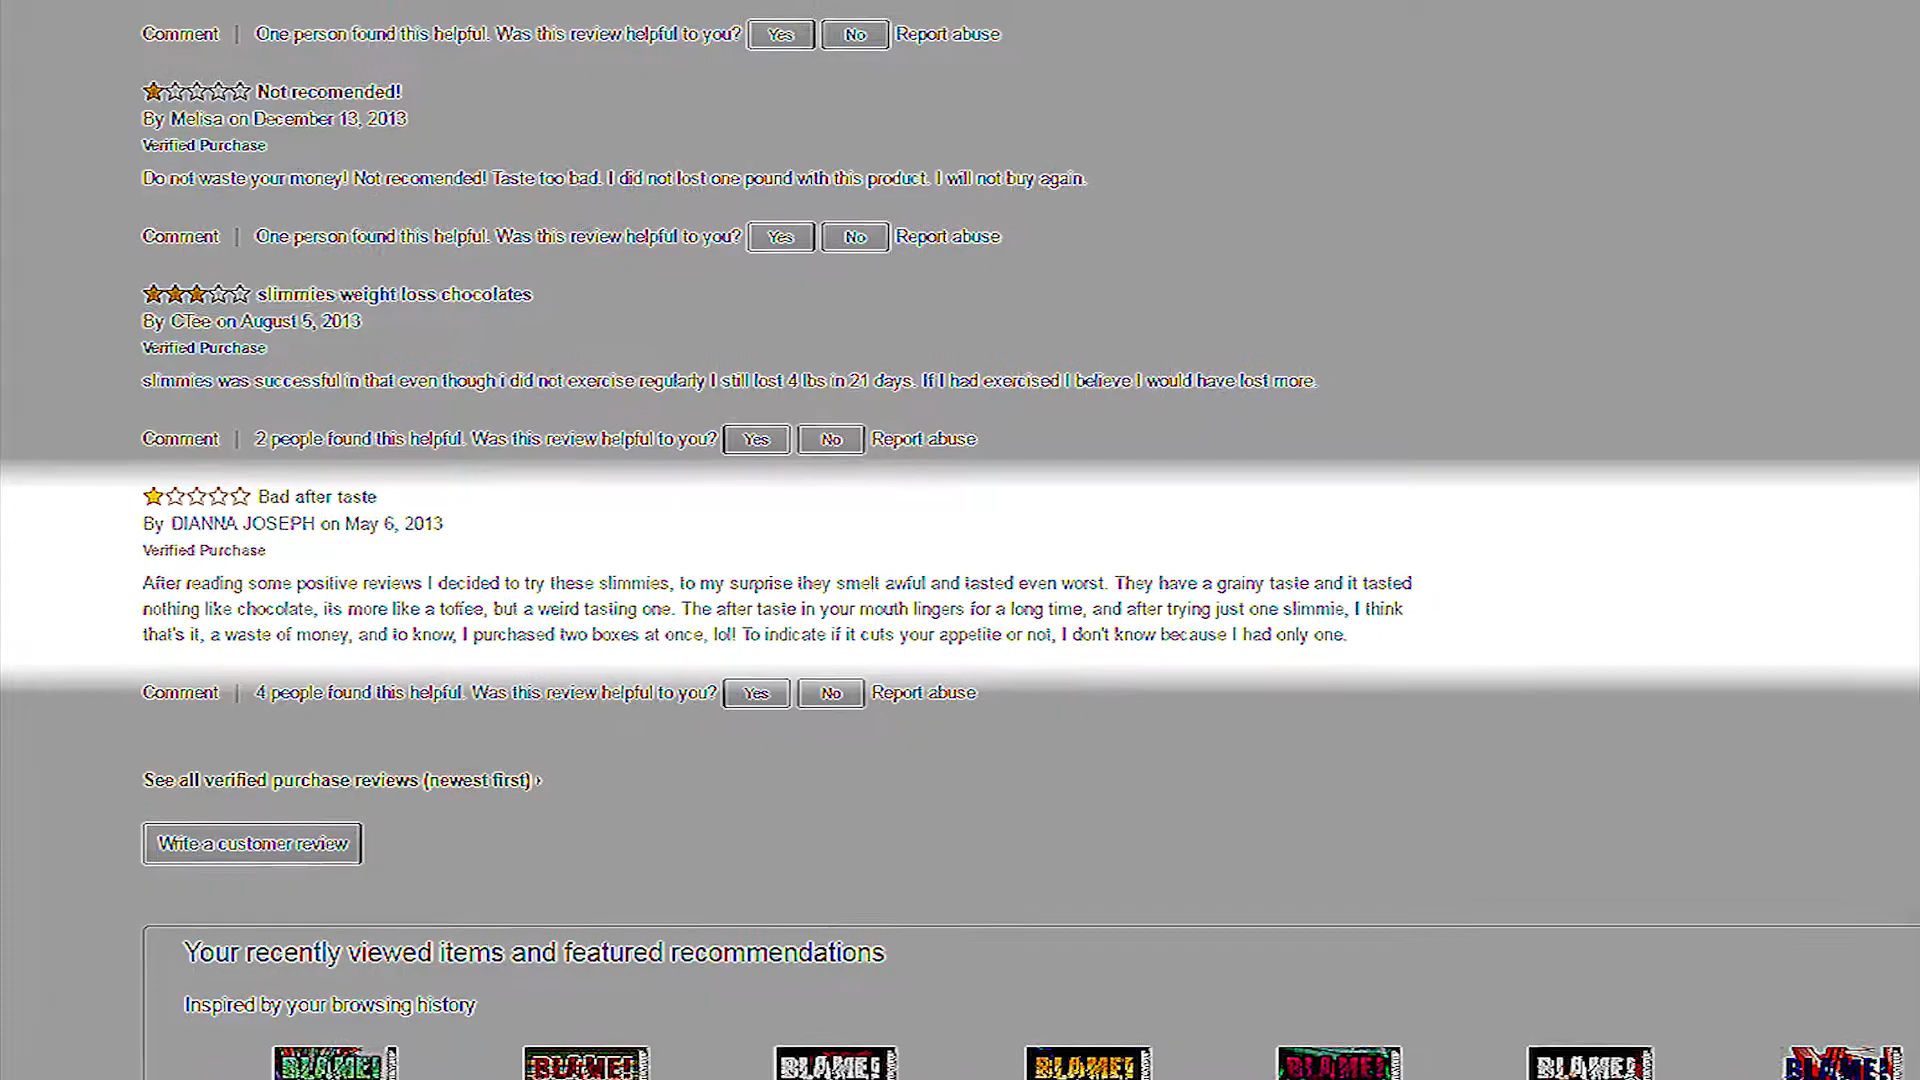 Comment | One person found this helpful. Was this review helpful to you? Yes No Report abuse
Not recomended!
By Melisa on December 13, 2013
Verified Purchase
Do not waste your money! Not recomended! Taste too bad. I did not lost one pound with this product. I will not buy again.
Comment | One person found this helpful. Was this review helpful to you? Yes No Report abuse
slimmies weight loss chocolates
By CTee on August 5, 2013
Verified Purchase
slimmies was successful in that even though i did not exercise regularly I still lost 4 lbs in 21 days. If I had exercised I believe I would have lost more.
Comment | 2 people found this helpful. Was this review helpful to you? Yes No Report abuse
Bad after taste
By DIANNA JOSEPH on May 6, 2013
Verified Purchase
After reading some positive reviews I decided to try these slimmies, to my surprise they smelt awful and tasted even worst. They have a grainy taste and it tasted
nothing like chocolate, its more like a toffee, but a weird tasting one. The after taste in your mouth lingers for a long time, and after trying just one slimmie, I think
that's it, a waste of money, and to know, I purchased two boxes at once, lol! To indicate if it cuts your appetite or not, I don't know because I had only one.
Comment | 4 people found this helpful. Was this review helpful to you? Yes No Report abuse
See all verified purchase reviews (newest first) ›
Write a customer review
Your recently viewed items and featured recommendations
Inspired by your browsing history
BLAME! BLAME! BLAME! BLAME! BLAME! BLAME! BLAME!